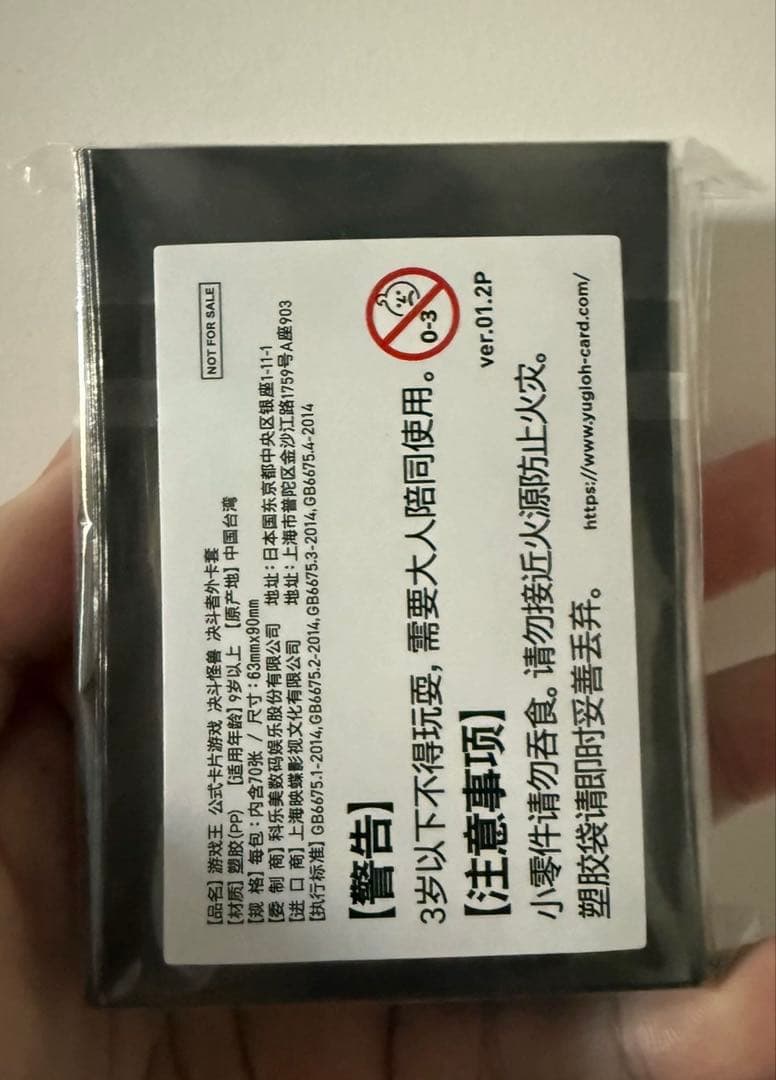 NOT FOR SALE
【品名】游戏王 公式卡片游戏 决斗怪兽 决斗者外卡套
【材质】塑胶(PP) 【适用年龄】9岁以上 【原产地】中国台湾
【规 格】每包：内含70张 / 尺寸：63mmx90mm
【委 制 商】科乐美数码娱乐股份有限公司 地址：日本国东京都中央区银座1-11-1
【进 口 商】上海映蝶影视文化有限公司 地址：上海市普陀区金沙江路1759号A座903
【执行标准】GB6675.1-2014,GB6675.2-2014,GB6675.3-2014,GB6675.4-2014
【警告】
3岁以下不得玩耍，需要大人陪同使用。
0-3
【注意事项】
ver.01.2P
小零件请勿吞食。请勿接近火源防止火灾。
塑胶袋请即时妥善丢弃。
https://www.yugioh-card.com/